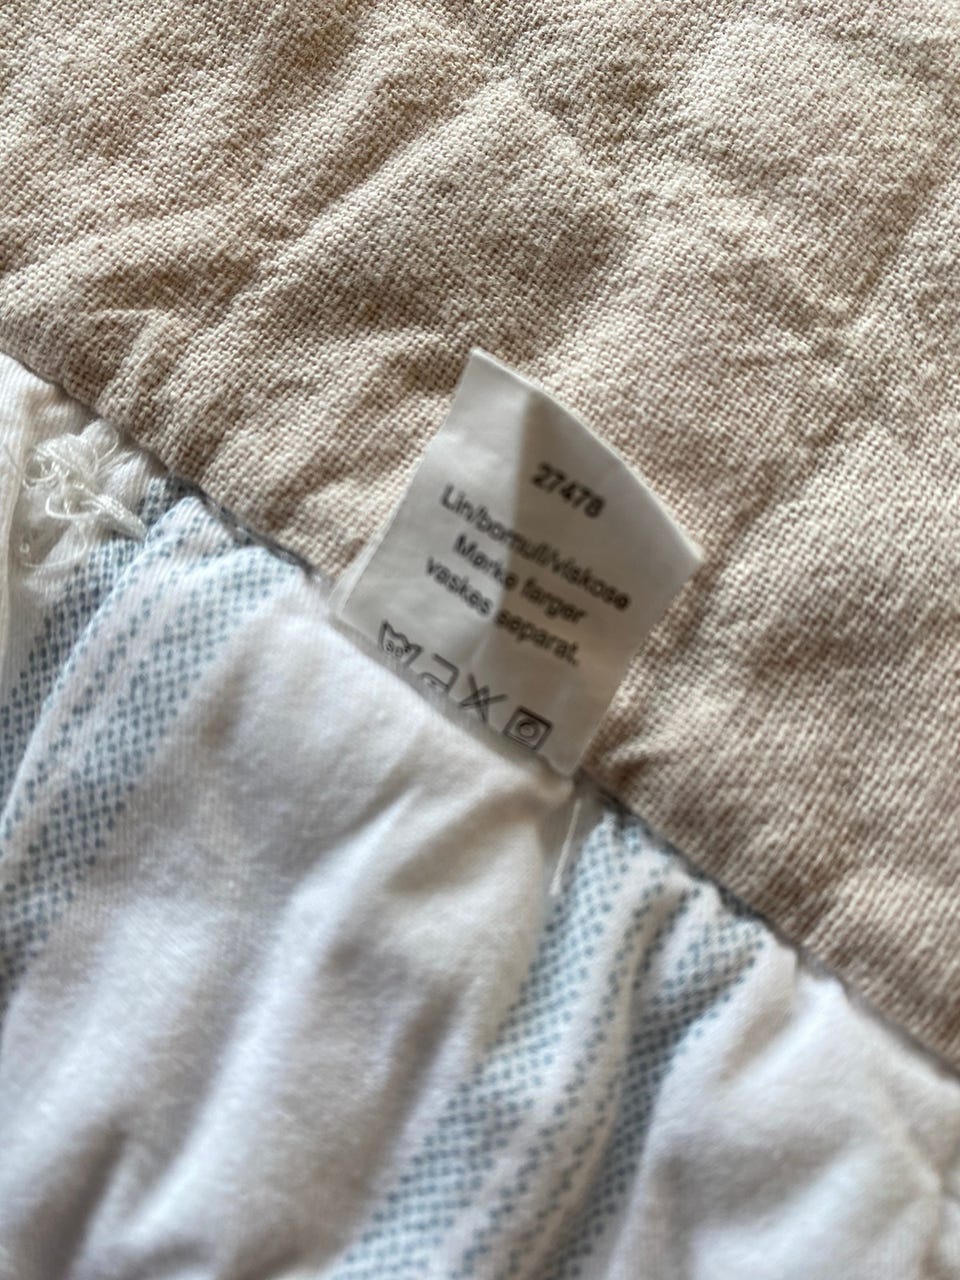 27478
Lin/bomull/viskose
Mørke farger
vaskes separat.